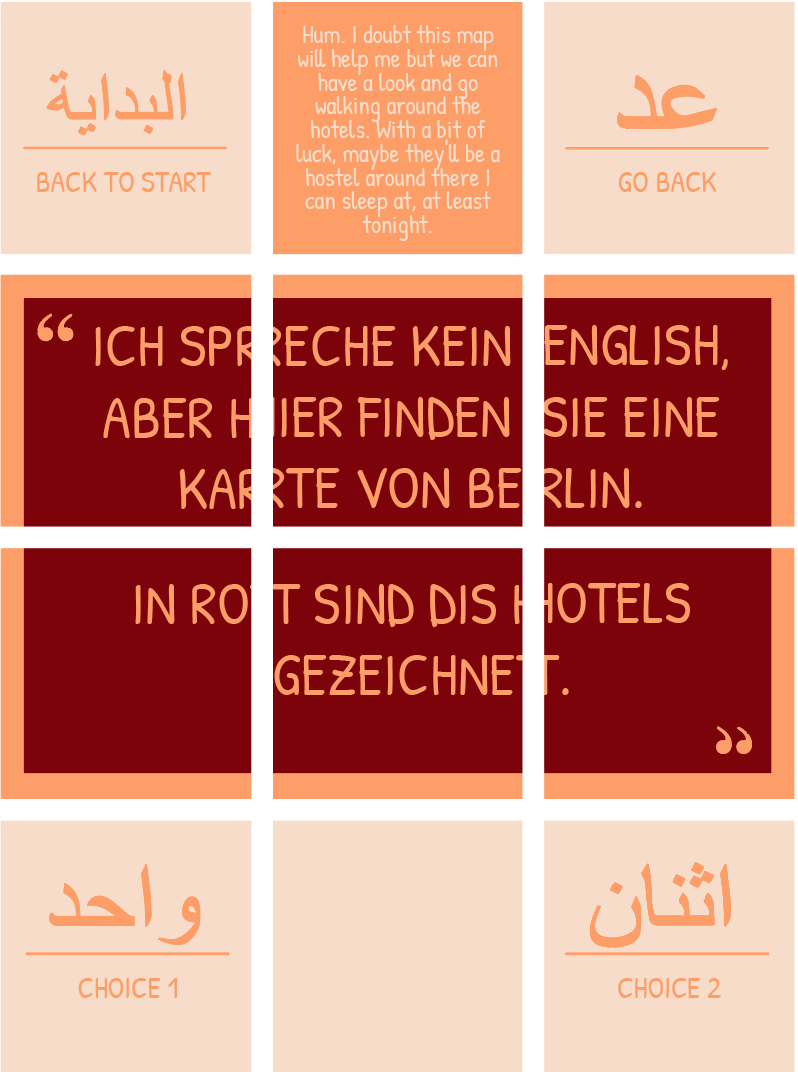 البداية
BACK TO START
Hum. I doubt this map
will help me but we can
have a look and go
walking around the
hotels. With a bit of
luck, maybe they'll be a
hostel around there I
can sleep at, at least
tonight.
عد
GO BACK
“ ICH SPRECHE KEIN ENGLISH,
ABER HIER FINDEN SIE EINE
KARTE VON BERLIN.
IN ROT SIND DIS HOTELS
GEZEICHNET.
”
واحد
CHOICE 1
اثنان
CHOICE 2